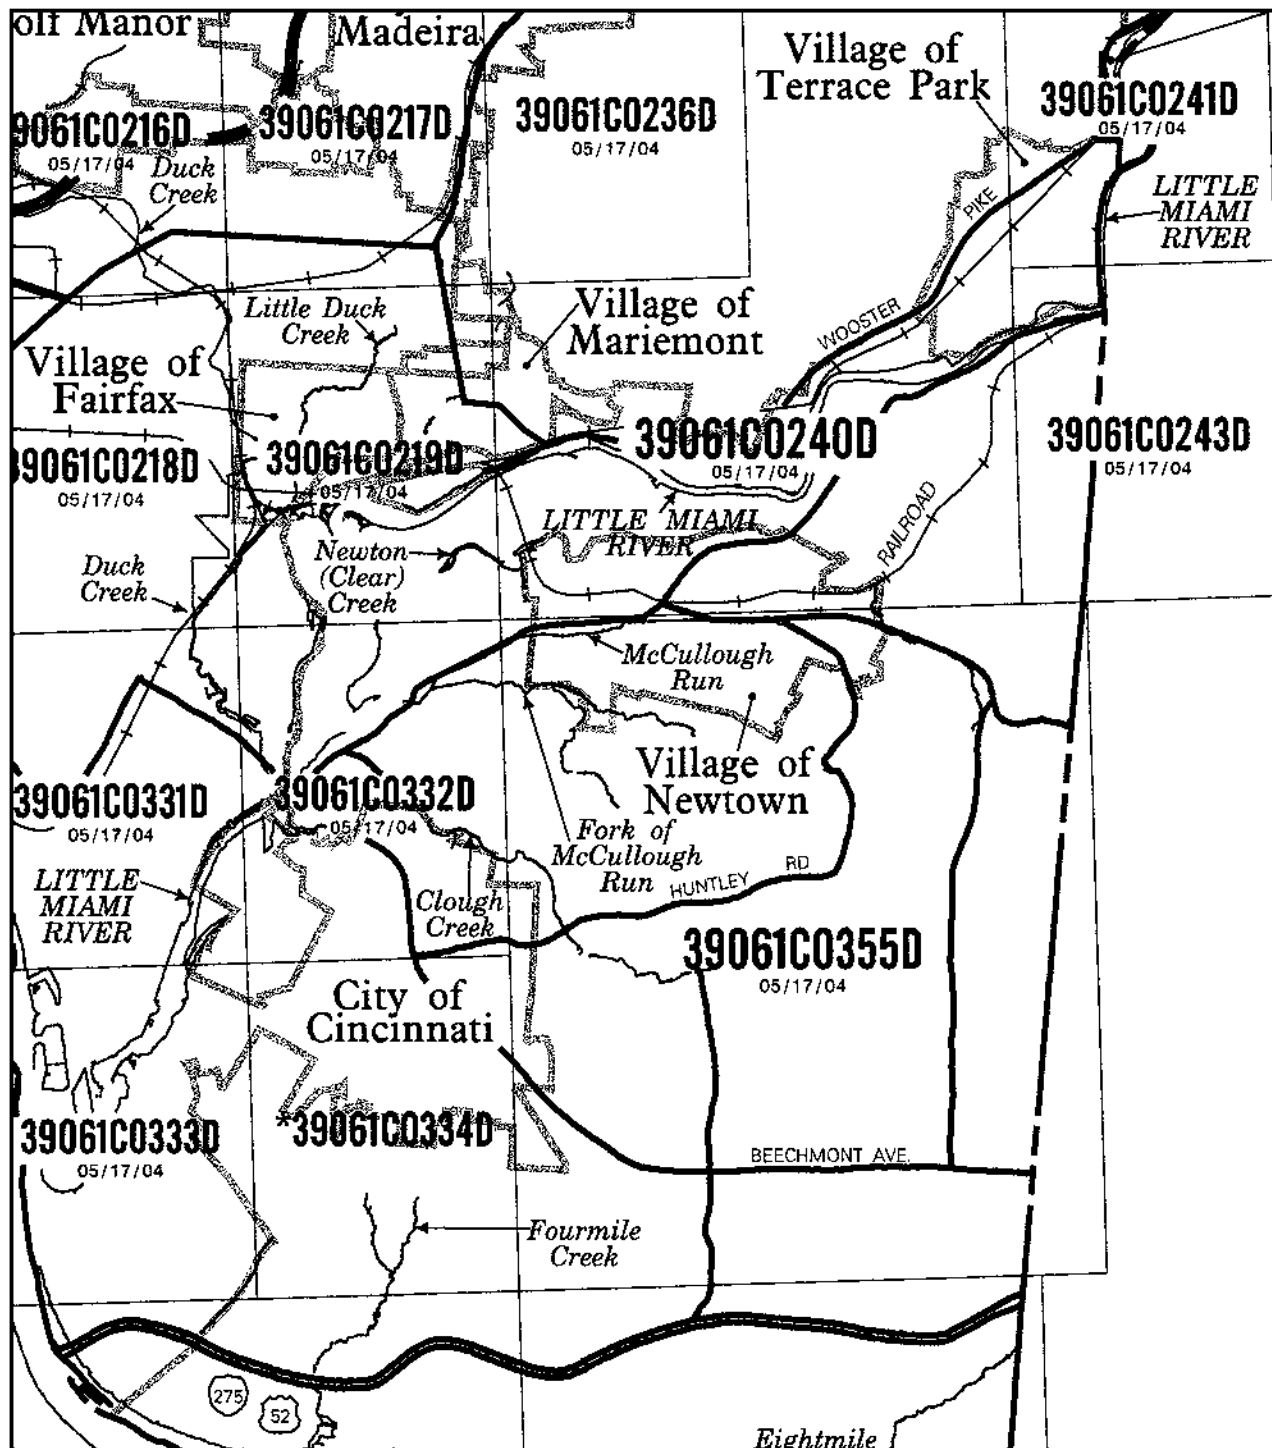 olf Manor
Madeira
Village of
Terrace Park
39061C0241D
05/17/04
9061C0216D
05/17/04
39061C0217D
05/17/04
39061C0236D
05/17/04
Duck
Creek
PIKE
LITTLE
MIAMI
RIVER
Little Duck
Creek
Village of
Mariemont
WOOSTER
Village of
Fairfax
39061C0218D
05/17/04
39061C0219D
05/17/04
39061C0240D
05/17/04
39061C0243D
05/17/04
LITTLE MIAMI
RIVER
RAILROAD
Newton
(Clear)
Creek
Duck
Creek
McCullough
Run
Village of
Newtown
39061C0331D
05/17/04
39061C0332D
05/17/04
Fork of
McCullough
Run
HUNTLEY RD
LITTLE
MIAMI
RIVER
Clough
Creek
39061C0355D
05/17/04
City of
Cincinnati
39061C0333D
05/17/04
*39061C0334D
BEECHMONT AVE.
Fourmile
Creek
275
52
Eightmile